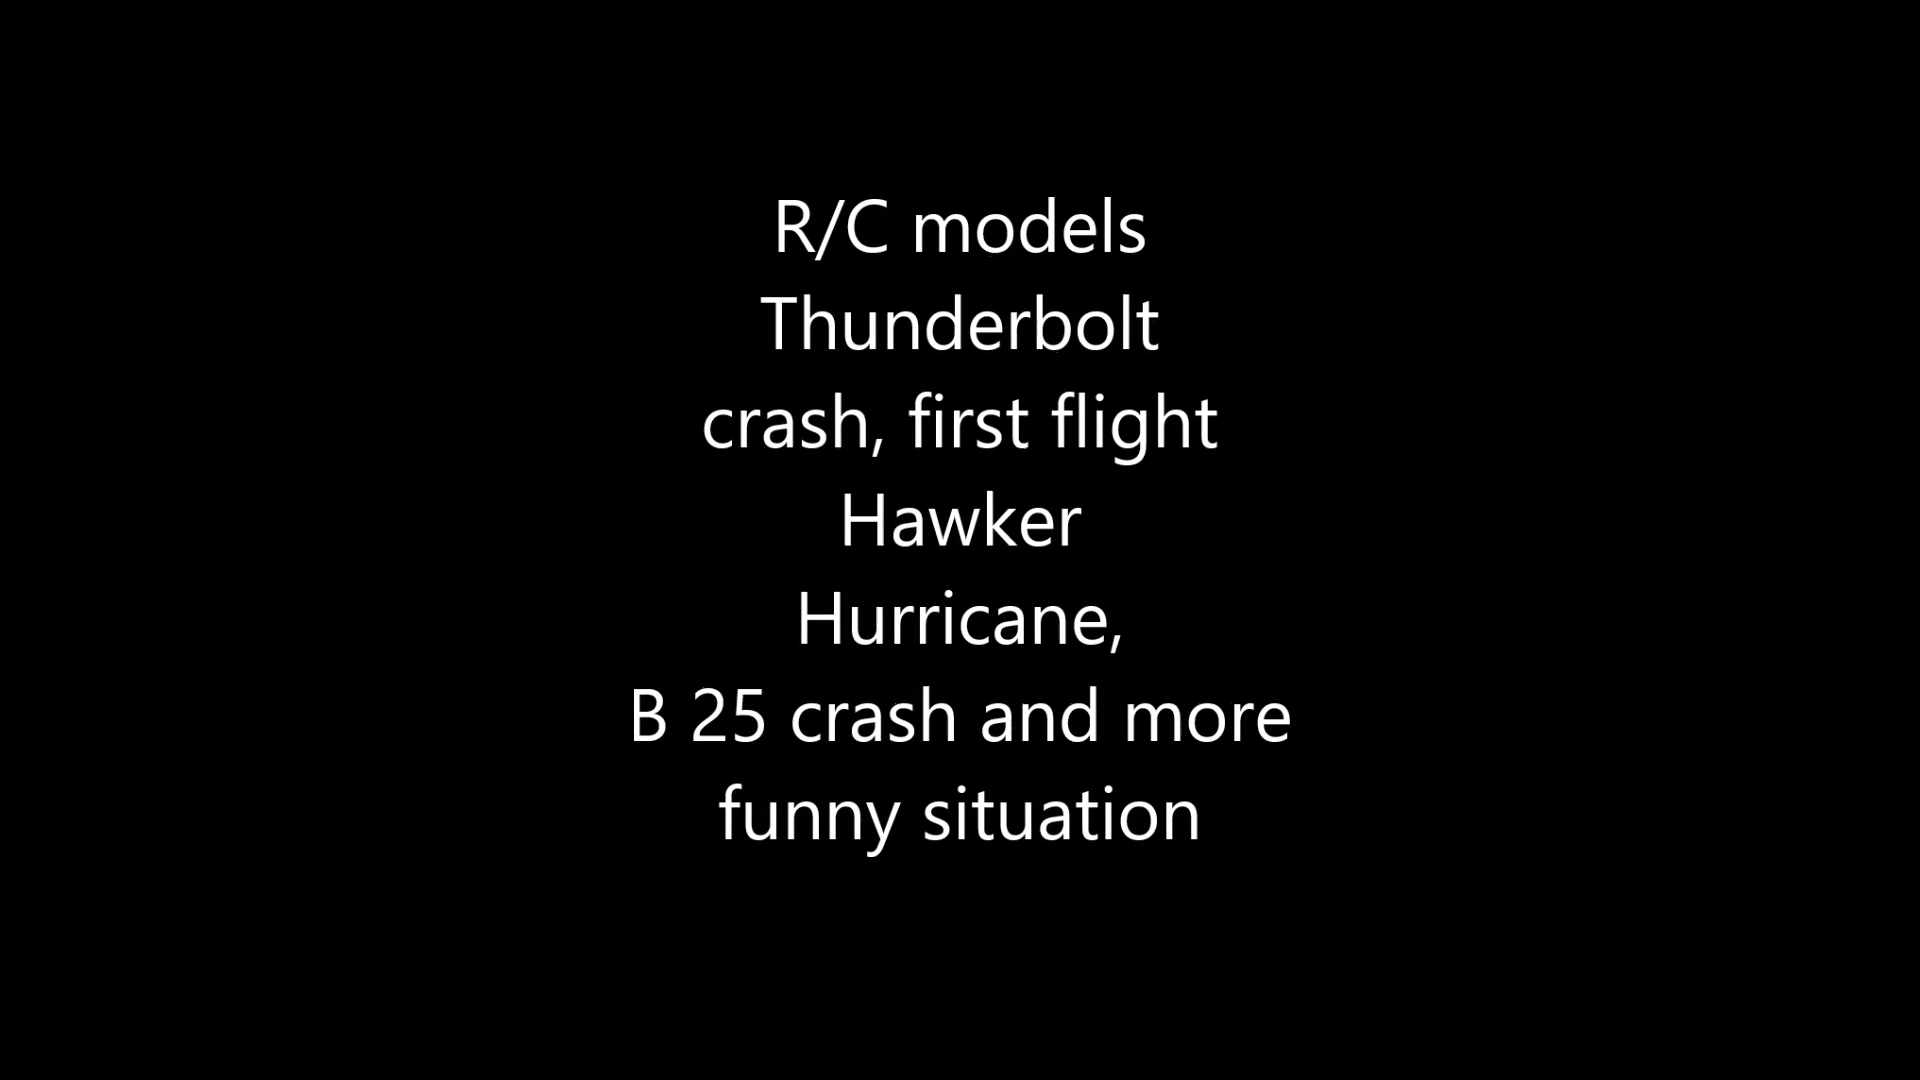 R/C models
Thunderbolt
crash, first flight
Hawker
Hurricane,
B 25 crash and more
funny situation